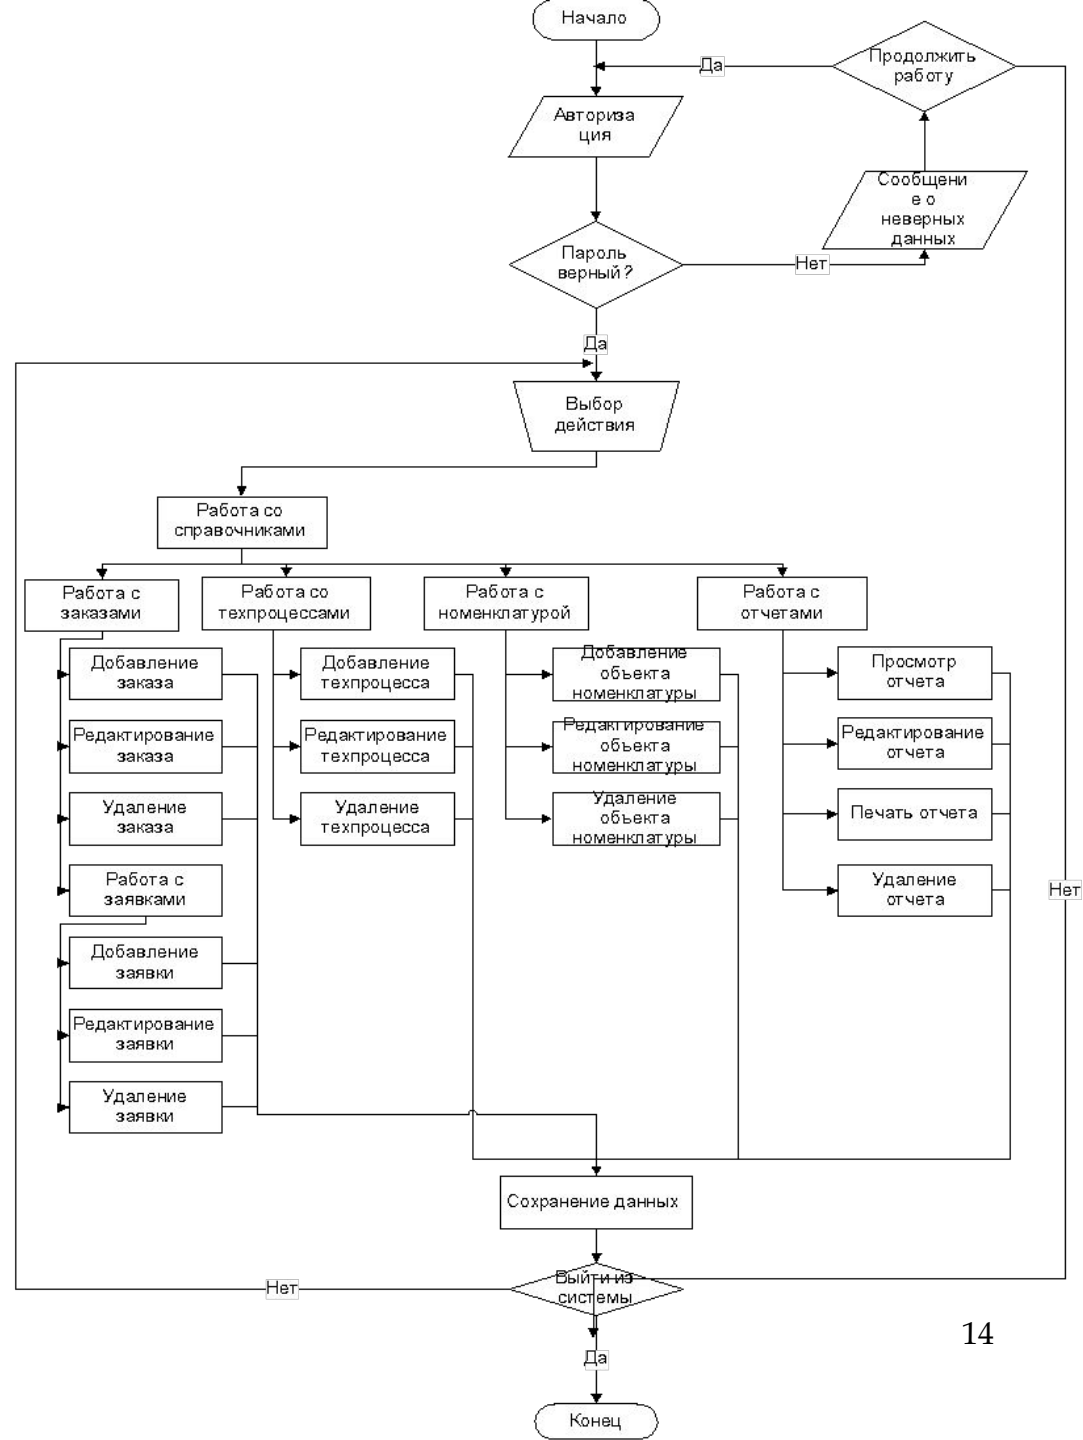 Начало
Продолжить
работу
Да
Авториза
ция
Сообщени
е о
неверных
данных
Пароль
верный?
Нет
Да
Выбор
действия
Работа со
справочниками
Работа с
заказами
Работа со
техпроцессами
Работа с
номенклатурой
Работа с
отчетами
Добавление
заказа
Добавление
техпроцесса
Добавление
объекта
номенклатуры
Просмотр
отчета
Редактирование
заказа
Редактирование
техпроцесса
Редактирование
объекта
номенклатуры
Редактирование
отчета
Удаление
заказа
Удаление
техпроцесса
Удаление
объекта
номенклатуры
Печать отчета
Работа с
заявками
Удаление
отчета
Нет
Добавление
заявки
Редактирование
заявки
Удаление
заявки
Сохранение данных
Выйти из
системы
Нет
14
Да
Конец